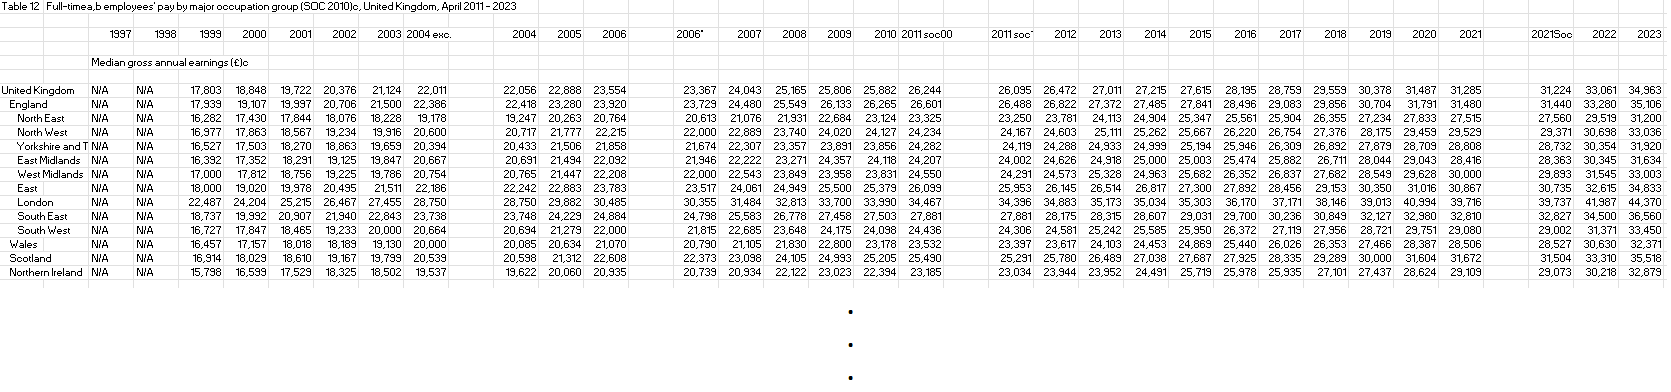 Table 12 Full-timea,b employees' pay by major occupation group (SOC 2010)c, United Kingdom, April 2011 - 2023
1997 1998 1999 2000 2001 2002 2003 2004 exc. 2004 2005 2006 2006* 2007 2008 2009 2010 2011 soc00 2011 soc* 2012 2013 2014 2015 2016 2017 2018 2019 2020 2021 2021Soc 2022 2023
Median gross annual earnings (£)c
United Kingdom N/A N/A 17,803 18,848 19,722 20,376 21,124 22,011 22,056 22,888 23,554 23,367 24,043 25,165 25,806 25,882 26,244 26,095 26,472 27,011 27,215 27,615 28,195 28,759 29,559 30,378 31,487 31,285 31,224 33,061 34,963
England N/A N/A 17,939 19,107 19,997 20,706 21,500 22,386 22,418 23,280 23,920 23,729 24,480 25,549 26,133 26,265 26,601 26,488 26,822 27,372 27,485 27,841 28,496 29,083 29,856 30,704 31,791 31,480 31,440 33,280 35,106
North East N/A N/A 16,282 17,430 17,844 18,076 18,228 19,178 19,247 20,263 20,764 20,613 21,076 21,931 22,684 23,124 23,325 23,250 23,781 24,113 24,904 25,347 25,561 25,904 26,355 27,234 27,833 27,515 27,560 29,519 31,200
North West N/A N/A 16,977 17,863 18,567 19,234 19,916 20,600 20,717 21,777 22,215 22,000 22,889 23,740 24,020 24,127 24,234 24,167 24,603 25,111 25,262 25,667 26,220 26,754 27,376 28,175 29,459 29,529 29,371 30,698 33,036
Yorkshire and T N/A N/A 16,527 17,503 18,270 18,863 19,659 20,394 20,433 21,506 21,858 21,674 22,307 23,357 23,891 23,856 24,282 24,119 24,288 24,933 24,999 25,194 25,946 26,309 26,892 27,879 28,709 28,808 28,732 30,354 31,920
East Midlands N/A N/A 16,392 17,352 18,291 19,125 19,847 20,667 20,691 21,494 22,092 21,946 22,222 23,271 24,357 24,118 24,207 24,002 24,626 24,918 25,000 25,003 25,474 25,882 26,711 28,044 29,043 28,416 28,363 30,345 31,634
West Midlands N/A N/A 17,000 17,812 18,756 19,225 19,786 20,754 20,765 21,447 22,208 22,000 22,543 23,849 23,958 23,831 24,550 24,291 24,573 25,328 24,963 25,682 26,352 26,837 27,682 28,549 29,628 30,000 29,893 31,545 33,003
East N/A N/A 18,000 19,020 19,978 20,495 21,511 22,186 22,242 22,883 23,783 23,517 24,061 24,949 25,500 25,379 26,099 25,953 26,145 26,514 26,817 27,300 27,892 28,456 29,153 30,350 31,016 30,867 30,735 32,615 34,833
London N/A N/A 22,487 24,204 25,215 26,467 27,455 28,750 28,750 29,882 30,485 30,355 31,484 32,813 33,700 33,990 34,467 34,396 34,883 35,173 35,034 35,303 36,170 37,171 38,146 39,013 40,994 39,716 39,737 41,987 44,370
South East N/A N/A 18,737 19,992 20,907 21,940 22,843 23,738 23,748 24,229 24,884 24,798 25,583 26,778 27,458 27,503 27,881 27,881 28,175 28,315 28,607 29,031 29,700 30,236 30,849 32,127 32,980 32,810 32,827 34,500 36,560
South West N/A N/A 16,727 17,847 18,465 19,233 20,000 20,664 20,694 21,279 22,000 21,815 22,685 23,648 24,175 24,098 24,436 24,306 24,581 25,242 25,585 25,950 26,372 27,119 27,956 28,721 29,751 29,080 29,002 31,371 33,450
Wales N/A N/A 16,457 17,157 18,018 18,189 19,130 20,000 20,085 20,634 21,070 20,790 21,105 21,830 22,800 23,178 23,532 23,397 23,617 24,103 24,453 24,869 25,440 26,026 26,353 27,466 28,387 28,506 28,527 30,630 32,371
Scotland N/A N/A 16,914 18,029 18,610 19,167 19,799 20,539 20,598 21,312 22,608 22,373 23,098 24,105 24,993 25,205 25,490 25,291 25,780 26,489 27,038 27,687 27,925 28,335 29,289 30,000 31,604 31,672 31,504 33,310 35,518
Northern Ireland N/A N/A 15,798 16,599 17,529 18,325 18,502 19,537 19,622 20,060 20,935 20,739 20,934 22,122 23,023 22,394 23,185 23,034 23,944 23,952 24,491 25,719 25,978 25,935 27,101 27,437 28,624 29,109 29,073 30,218 32,879